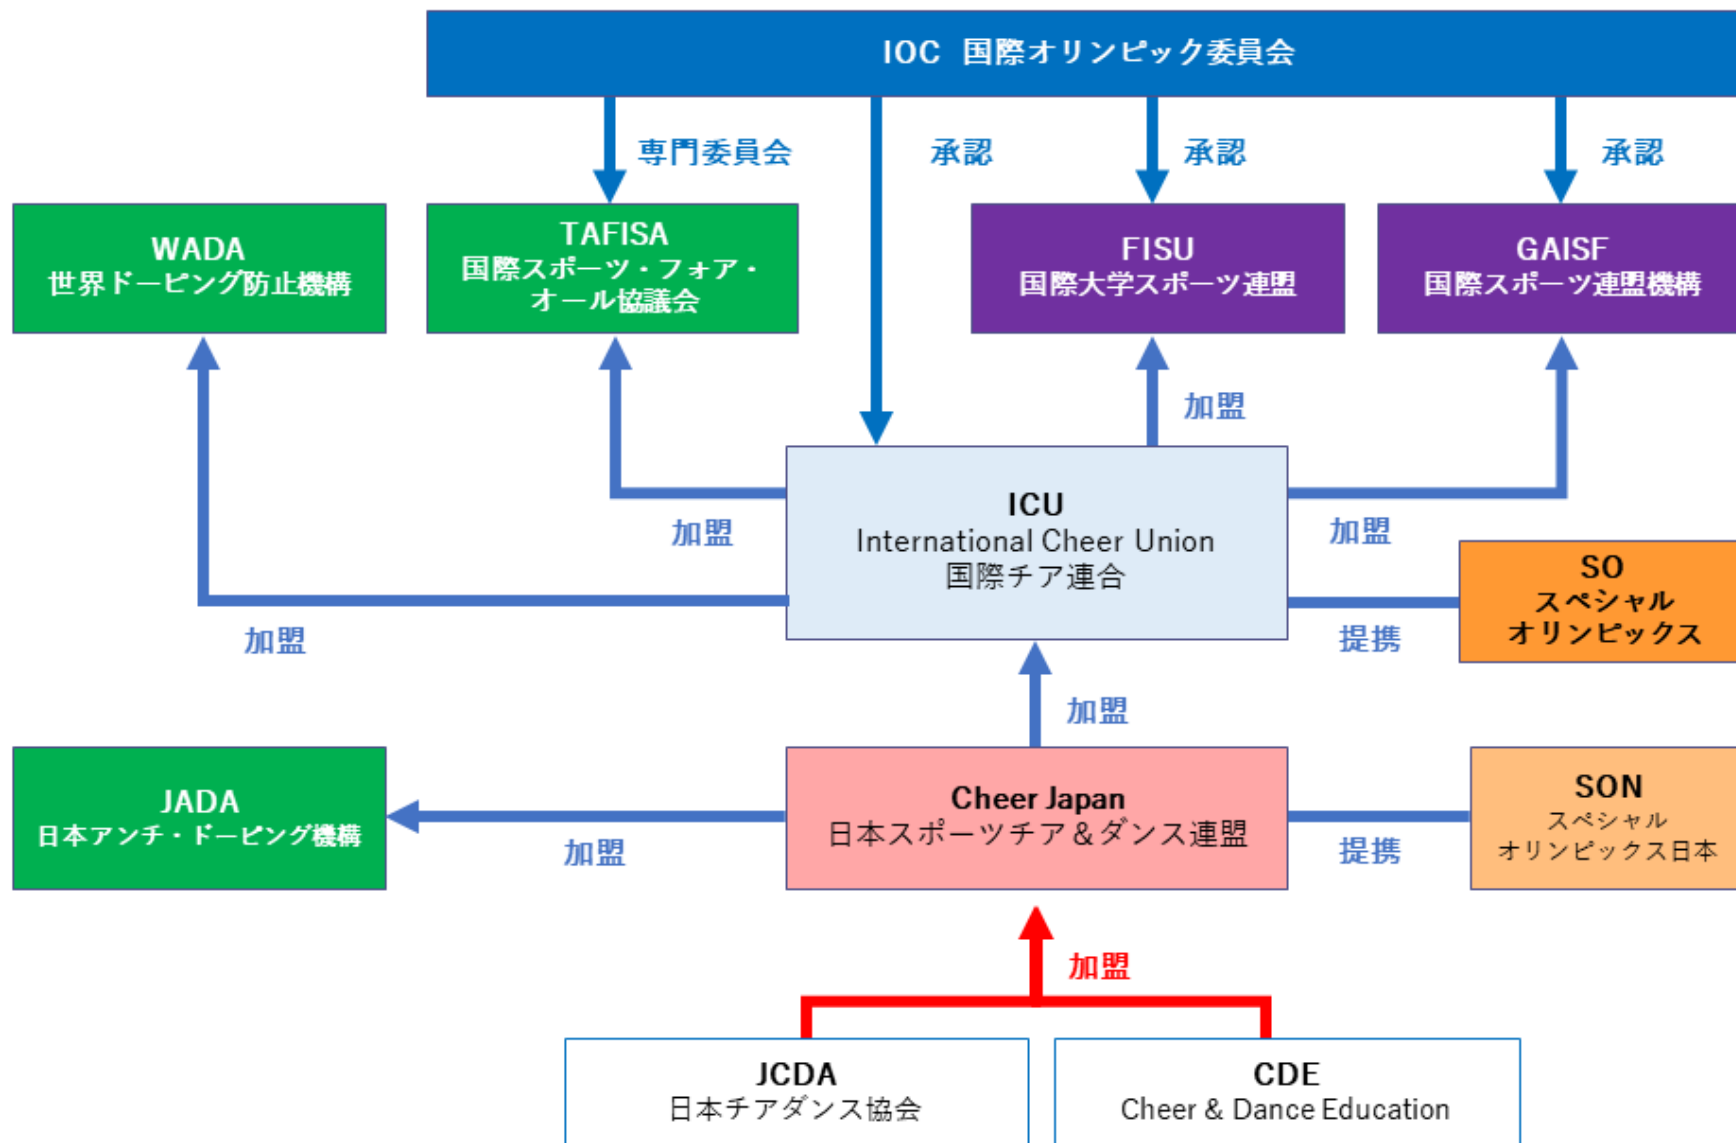 IOC 国際オリンピック委員会
専門委員会
承認
承認
承認
WADA
世界ドーピング防止機構
TAFISA
国際スポーツ・フォア・
オール協議会
FISU
国際大学スポーツ連盟
GAISF
国際スポーツ連盟機構
加盟
ICU
International Cheer Union
国際チア連合
加盟
加盟
SO
スペシャル
オリンピックス
加盟
提携
加盟
JADA
日本アンチ・ドーピング機構
加盟
Cheer Japan
日本スポーツチア＆ダンス連盟
提携
SON
スペシャル
オリンピックス日本
加盟
JCDA
日本チアダンス協会
CDE
Cheer & Dance Education